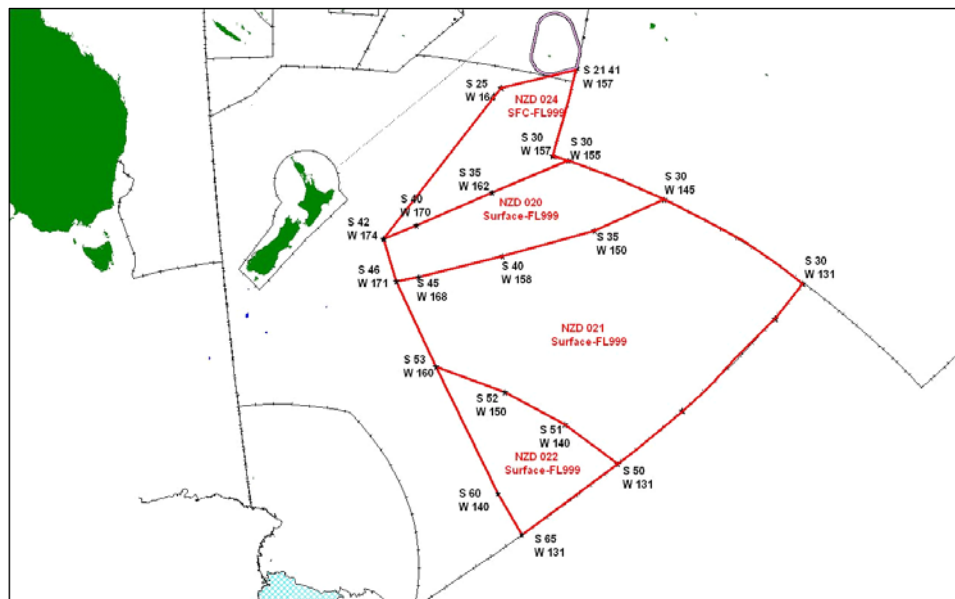 S 21 41
W 157
S 25
W 164
NZD 024
SFC-FL999
S 30
W 157
S 30
W 155
S 35
W 162
S 30
W 145
S 40
W 170
NZD 020
Surface-FL999
S 42
W 174
S 35
W 150
S 40
W 158
S 46
W 171
S 45
W 168
S 30
W 131
NZD 021
Surface-FL999
S 53
W 160
S 52
W 150
S 51
W 140
NZD 022
Surface-FL999
S 50
W 131
S 60
W 140
S 65
W 131